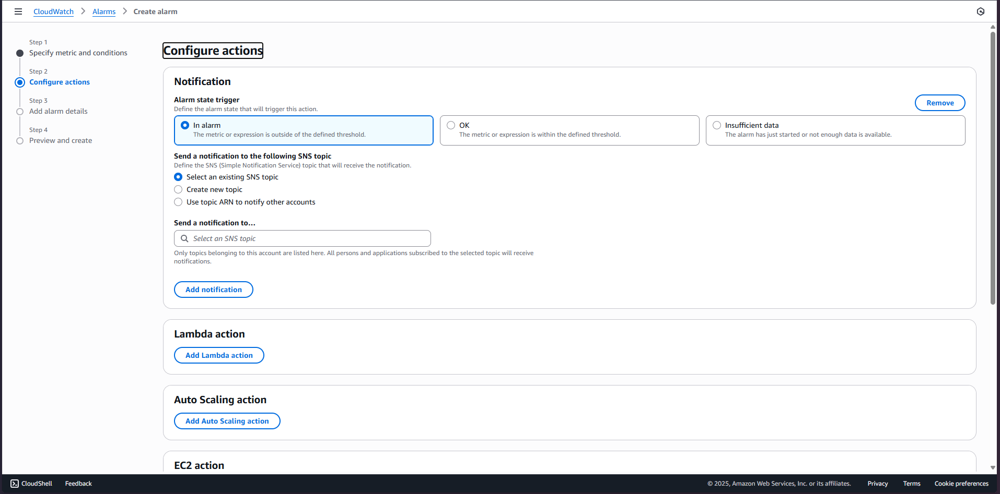 CloudWatch > Alarms > Create alarm
Step 1
Specify metric and conditions
Step 2
Configure actions
Step 3
Add alarm details
Step 4
Preview and create
Configure actions
Notification
Alarm state trigger
Define the alarm state that will trigger this action.
Remove
In alarm
The metric or expression is outside of the defined threshold.
OK
The metric or expression is within the defined threshold.
Insufficient data
The alarm has just started or not enough data is available.
Send a notification to the following SNS topic
Define the SNS (Simple Notification Service) topic that will receive the notification.
Select an existing SNS topic
Create new topic
Use topic ARN to notify other accounts
Send a notification to…
Select an SNS topic
Only topics belonging to this account are listed here. All persons and applications subscribed to the selected topic will receive
notifications.
Add notification
Lambda action
Add Lambda action
Auto Scaling action
Add Auto Scaling action
EC2 action
CloudShell Feedback © 2025, Amazon Web Services, Inc. or its affiliates. Privacy Terms Cookie preferences